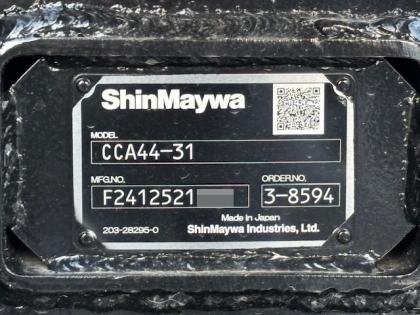 ShinMaywa
MODEL
CCA44-31
MFG.NO. ORDER NO.
F2412521 3-8594
Made in Japan
203-28295-0 ShinMaywa Industries, Ltd.